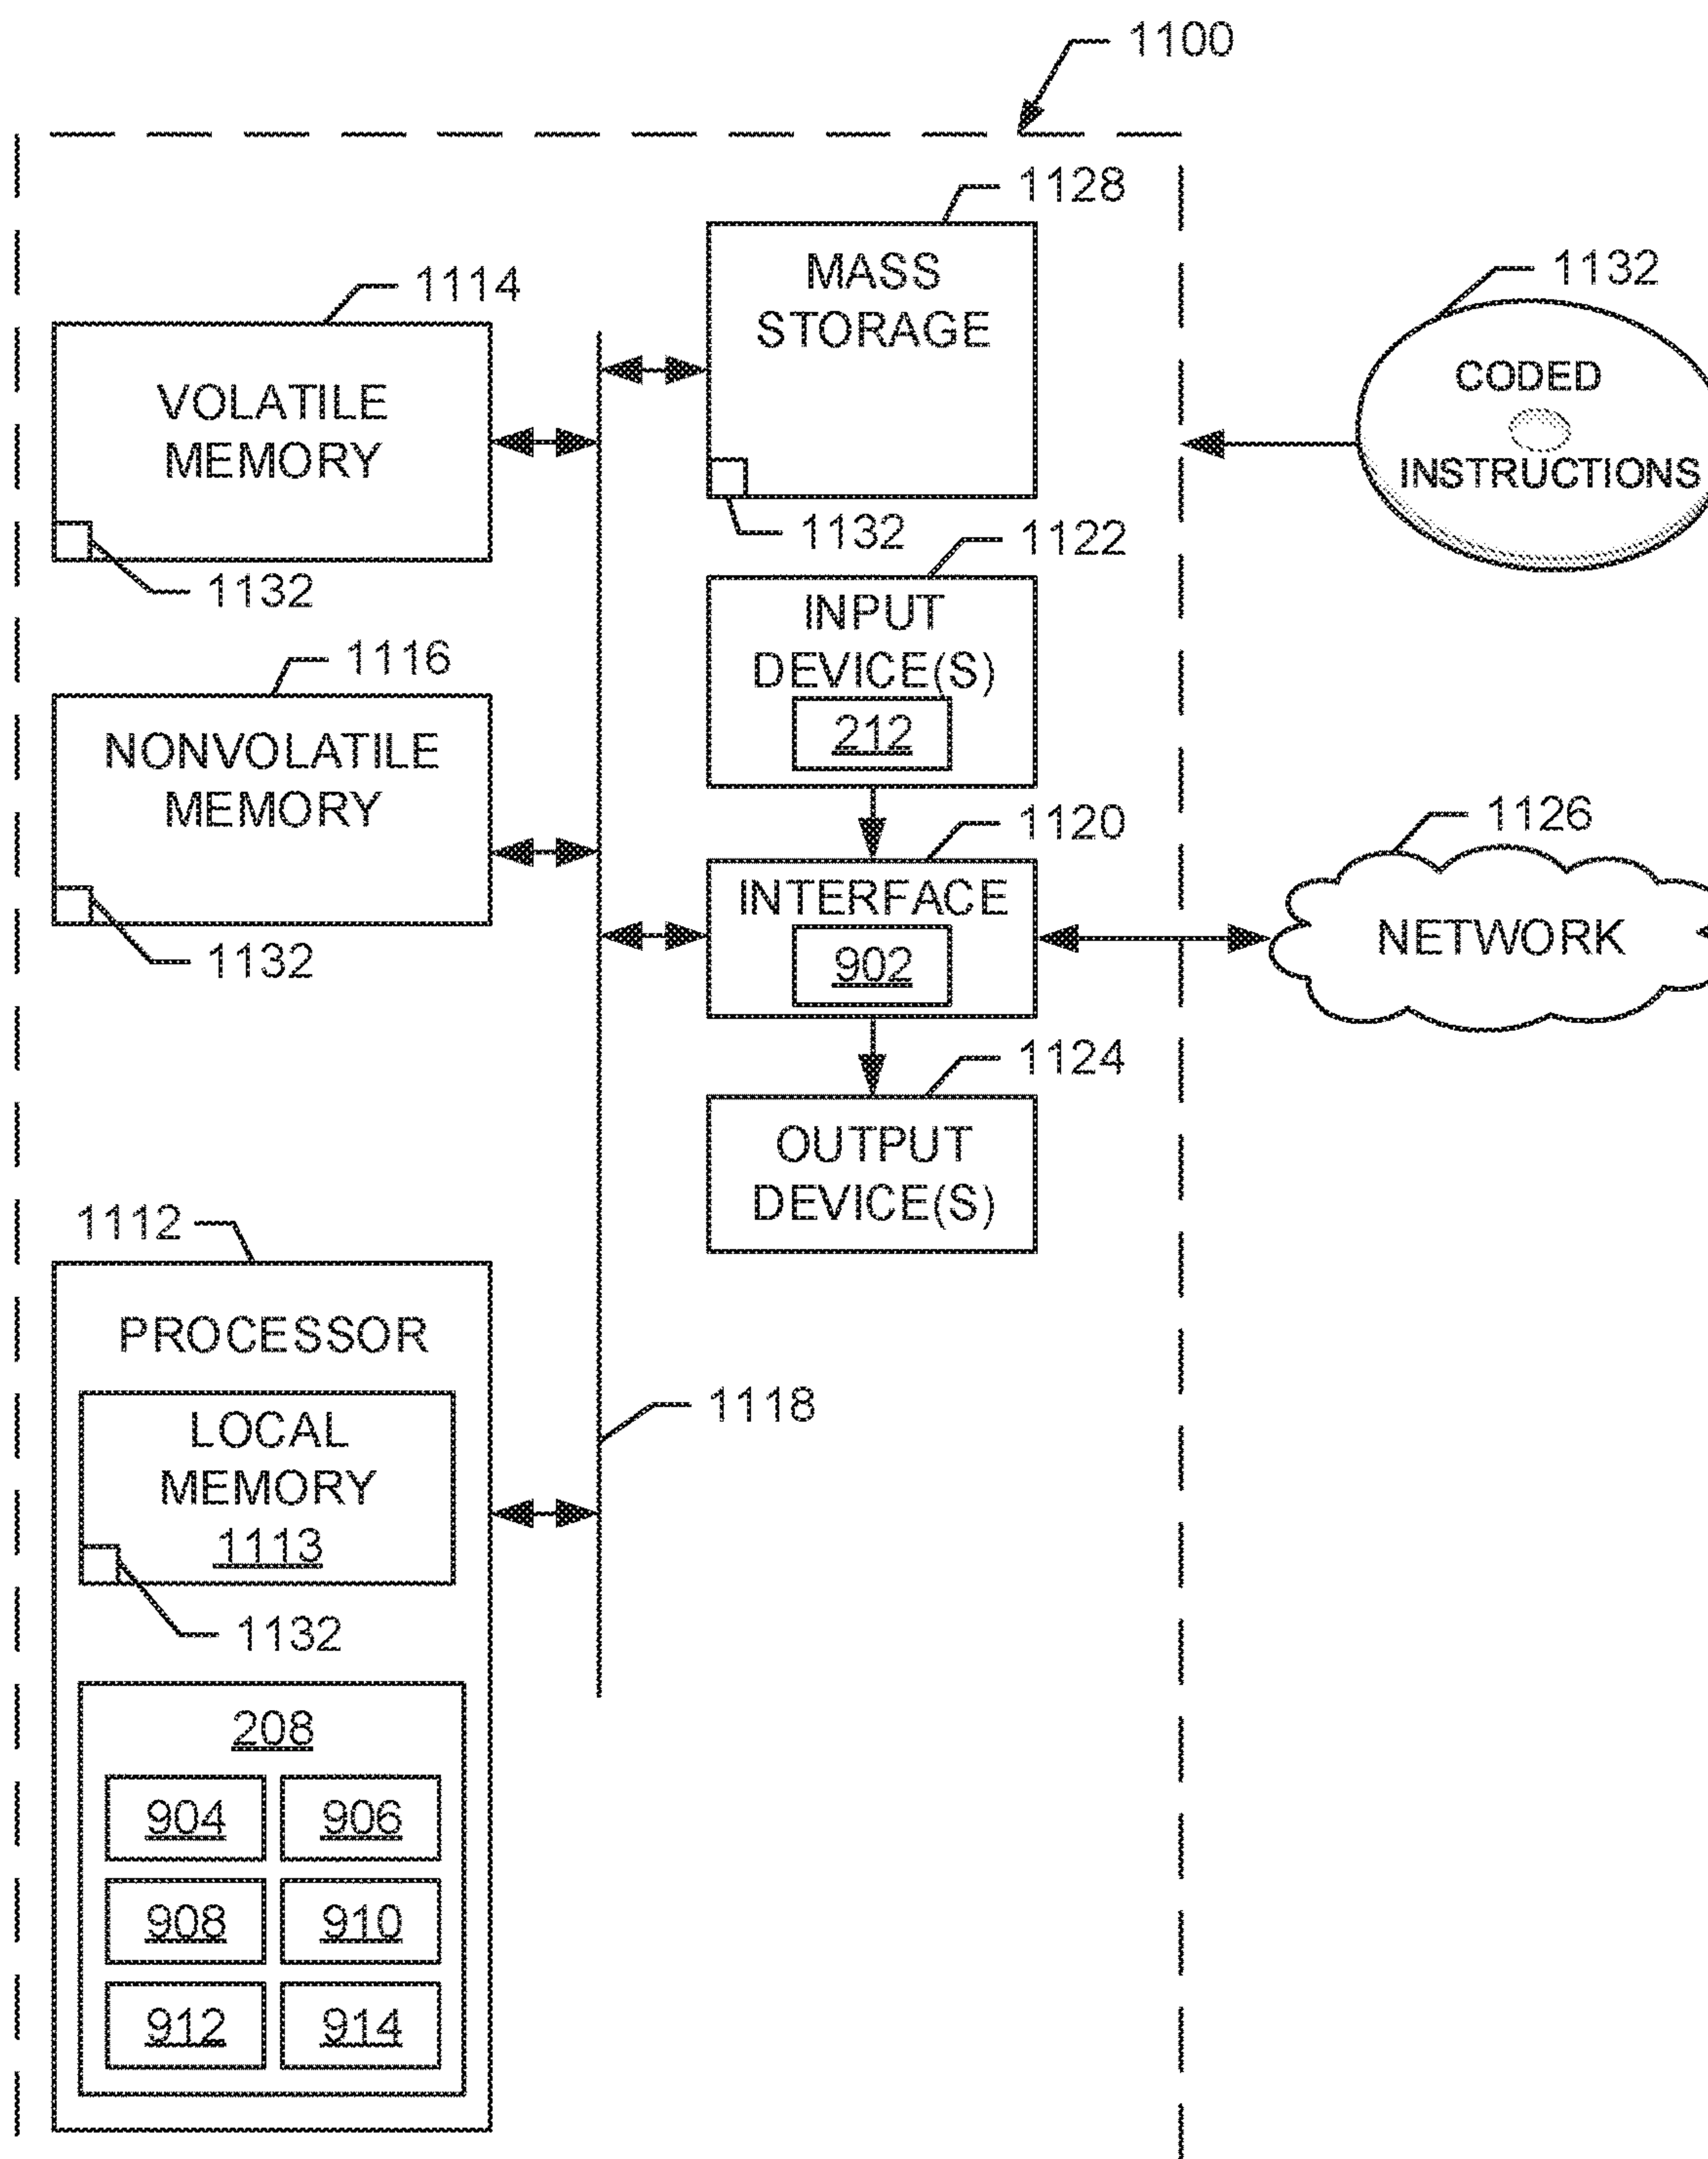 1100
1128
MASS
STORAGE
1132
1114
VOLATILE
MEMORY
1132
1132
CODED
INSTRUCTIONS
1122
INPUT
DEVICE(S)
212
1116
NONVOLATILE
MEMORY
1132
1120
INTERFACE
902
1126
NETWORK
1124
OUTPUT
DEVICE(S)
1112
PROCESSOR
LOCAL
MEMORY
1113
1132
1118
208
904 906
908 910
912 914